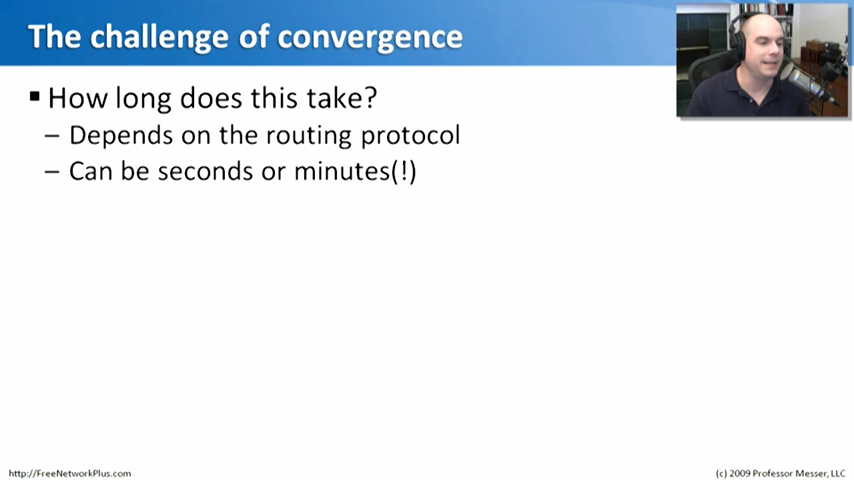 The challenge of convergence
▪ How long does this take?
– Depends on the routing protocol
– Can be seconds or minutes(!)
http://FreeNetworkPlus.com
(c) 2009 Professor Messer, LLC